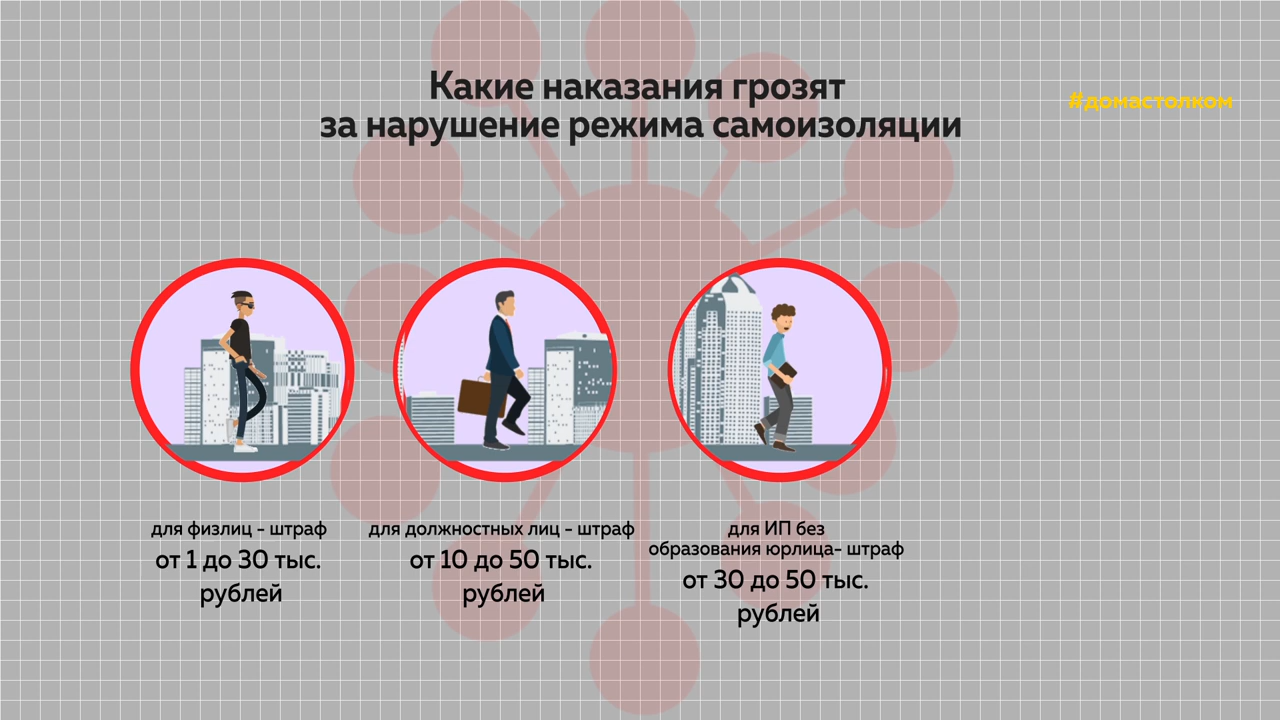 Какие наказания грозят
за нарушение режима самоизоляции
#домастолком
для физлиц - штраф
от 1 до 30 тыс.
рублей
для должностных лиц - штраф
от 10 до 50 тыс.
рублей
для ИП без
образования юрлица- штраф
от 30 до 50 тыс.
рублей